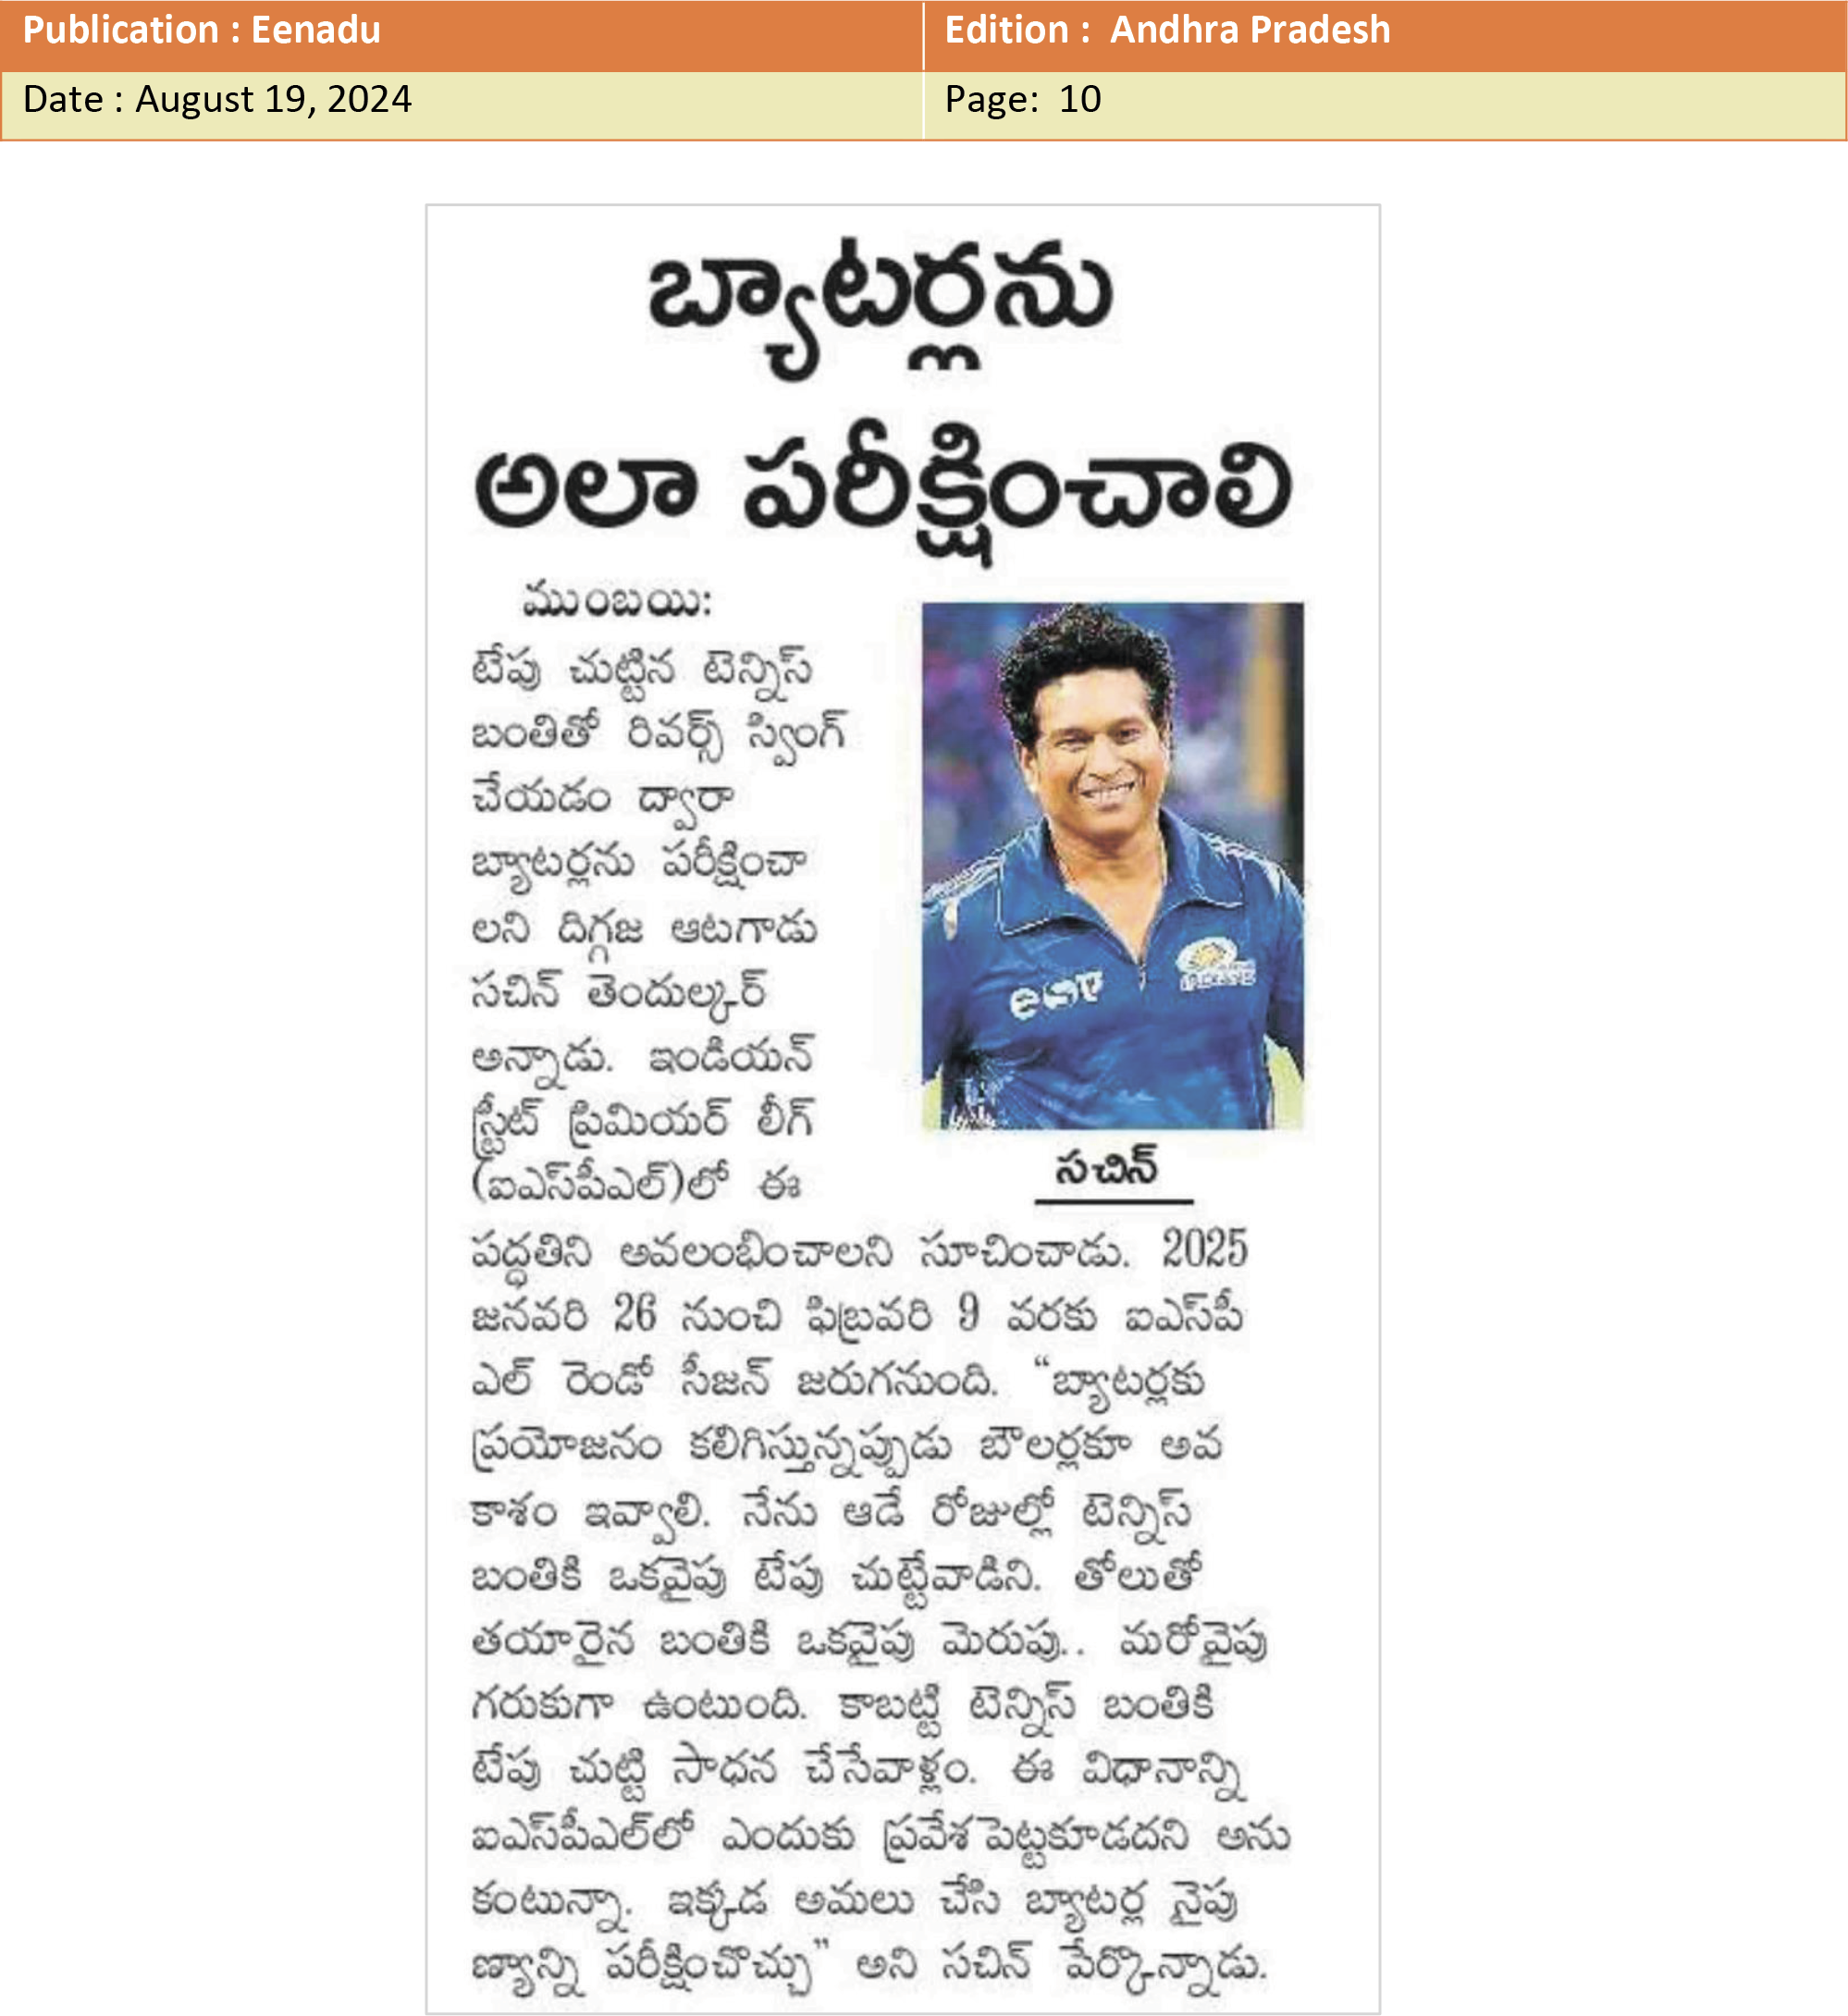 Publication : Eenadu
Edition : Andhra Pradesh
Date : August 19, 2024
Page: 10
బ్యాటర్లను
అలా పరీక్షించాలి
ముంబయి:
టేపు చుట్టిన టెన్నిస్
బంతితో రివర్స్ స్వింగ్
చేయడం ద్వారా
బ్యాటర్లను పరీక్షించా
లని దిగ్గజ ఆటగాడు
సచిన్ తెందుల్కర్
అన్నాడు. ఇండియన్
స్ట్రీట్ ప్రిమియర్ లీగ్
(ఐఎస్‌పీఎల్)లో ఈ
సచిన్
పద్ధతిని అవలంభించాలని సూచించాడు. 2025
జనవరి 26 నుంచి ఫిబ్రవరి 9 వరకు ఐఎస్‌పీ
ఎల్ రెండో సీజన్ జరుగనుంది. “బ్యాటర్లకు
ప్రయోజనం కలిగిస్తున్నప్పుడు బౌలర్లకూ అవ
కాశం ఇవ్వాలి. నేను ఆడే రోజుల్లో టెన్నిస్
బంతికి ఒకవైపు టేపు చుట్టేవాడిని. తోలుతో
తయారైన బంతికి ఒకవైపు మెరుపు.. మరోవైపు
గరుకుగా ఉంటుంది. కాబట్టి టెన్నిస్ బంతికి
టేపు చుట్టి సాధన చేసేవాళ్లం. ఈ విధానాన్ని
ఐఎస్‌పీఎల్‌లో ఎందుకు ప్రవేశపెట్టకూడదని అను
కంటున్నా. ఇక్కడ అమలు చేసి బ్యాటర్ల నైపు
ణ్యాన్ని పరీక్షించొచ్చు” అని సచిన్ పేర్కొన్నాడు.